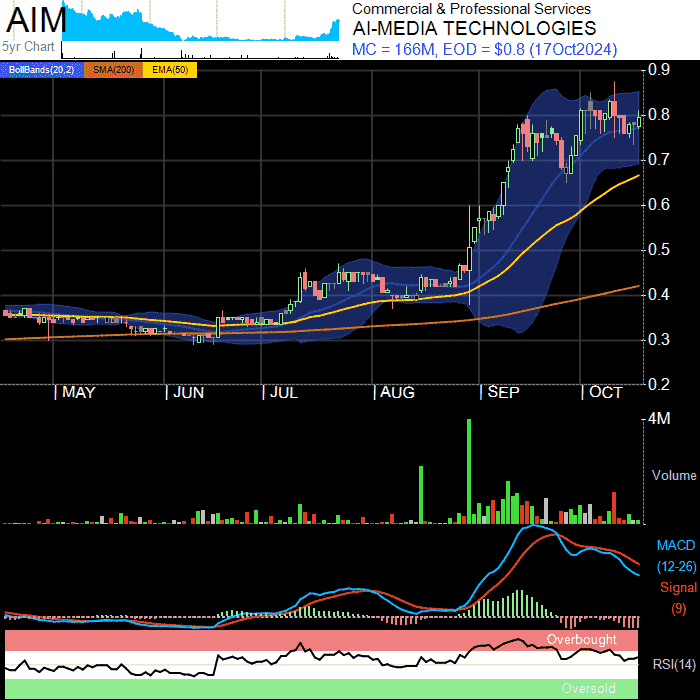 AIM
5yr Chart
Commercial & Professional Services
AI-MEDIA TECHNOLOGIES
MC = 166M, EOD = $0.8 (17Oct2024)
BollBands(20,2) SMA(200) EMA(50)
0.9
0.8
0.7
0.6
0.5
0.4
0.3
0.2
MAY JUN JUL AUG SEP OCT
4M
Volume
MACD
(12-26)
Signal
(9)
Overbought
RSI(14)
Oversold